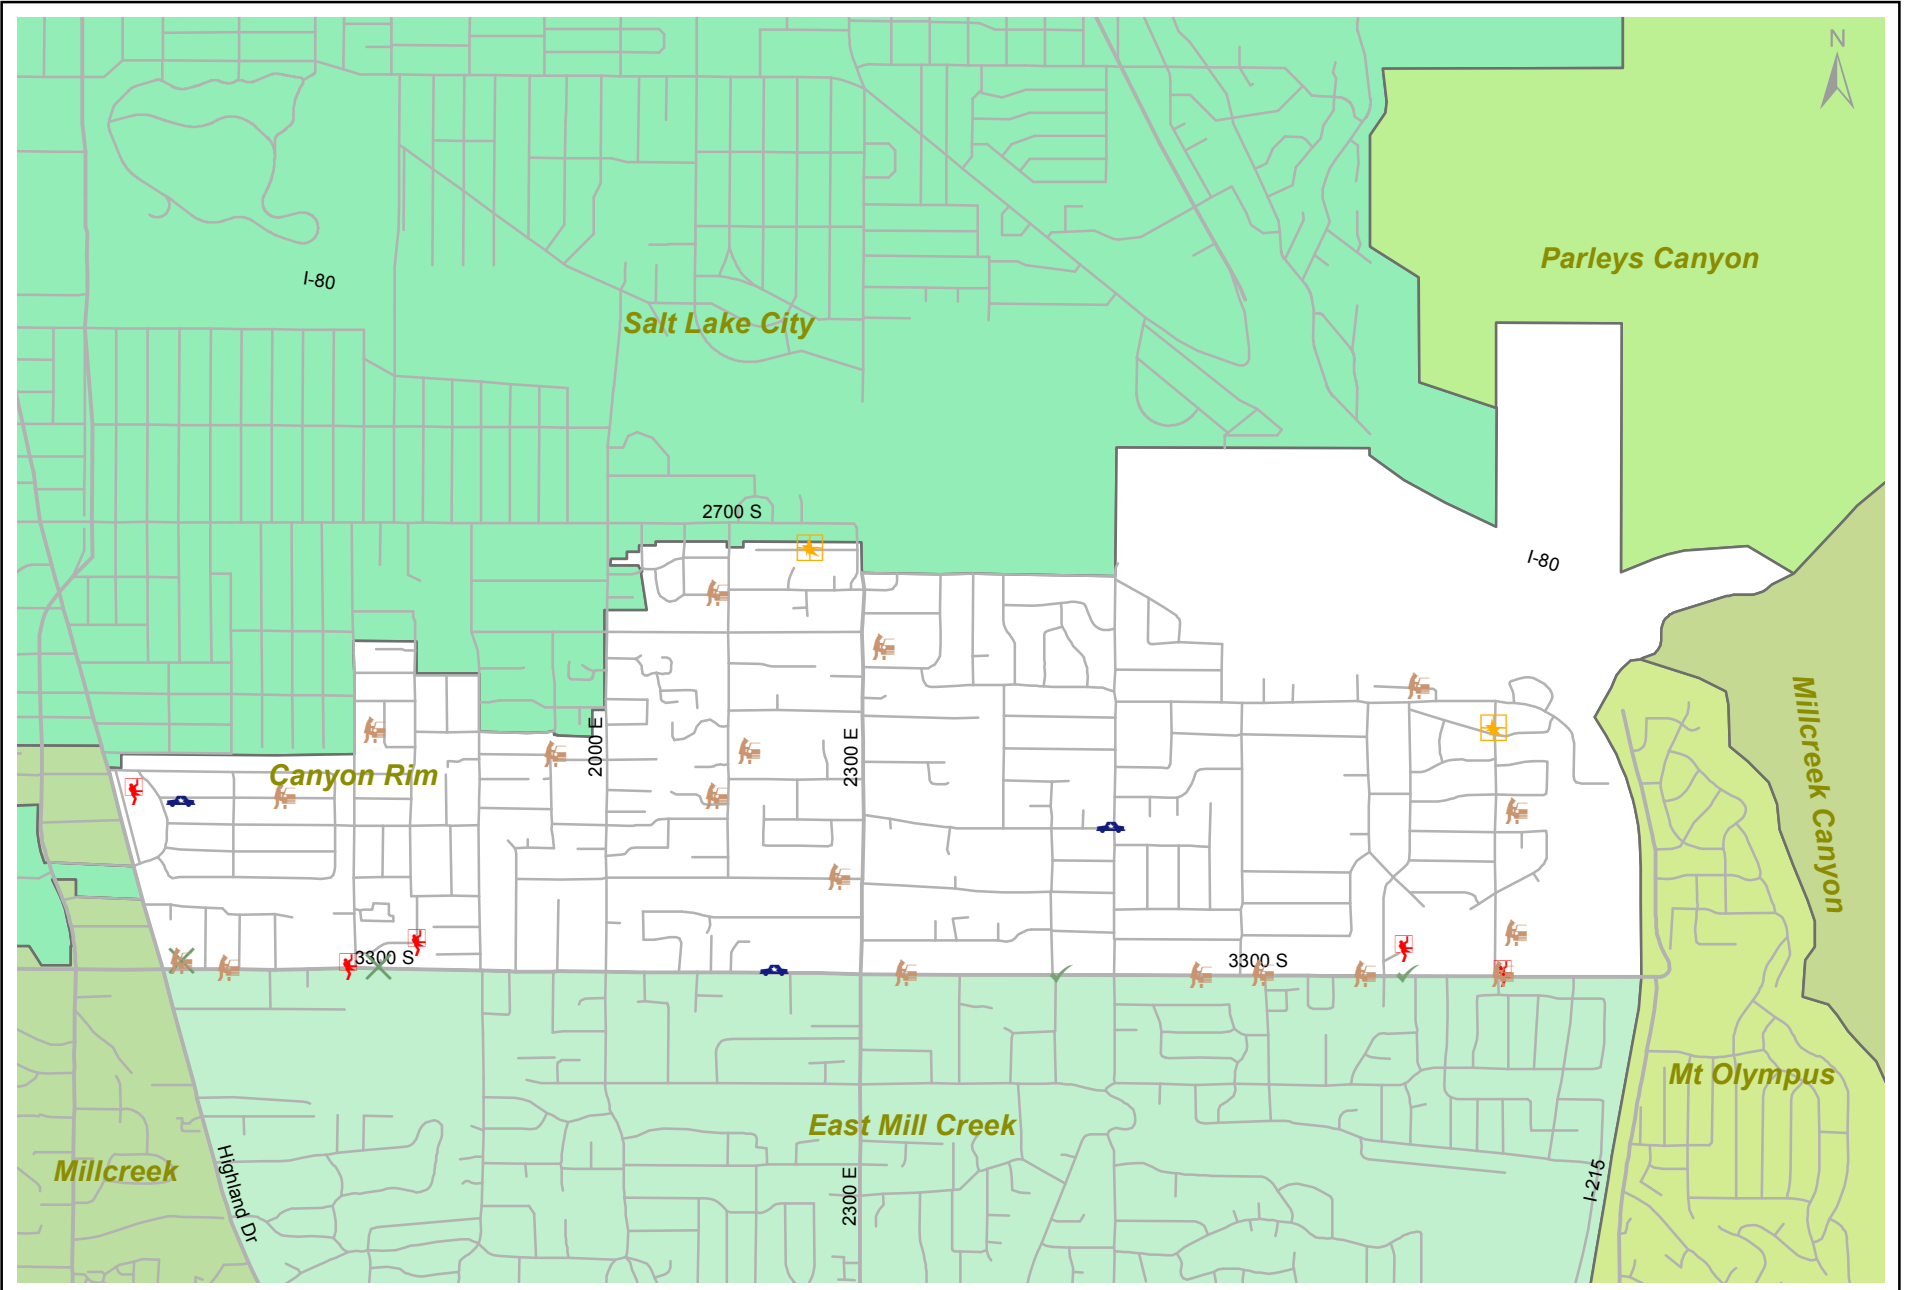 N
Parleys Canyon
I-80
Salt Lake City
2700 S
I-80
Millcreek Canyon
2000 E
2300 E
Canyon Rim
3300 S
3300 S
Mt Olympus
East Mill Creek
Millcreek
Highland Dr
2300 E
I-215